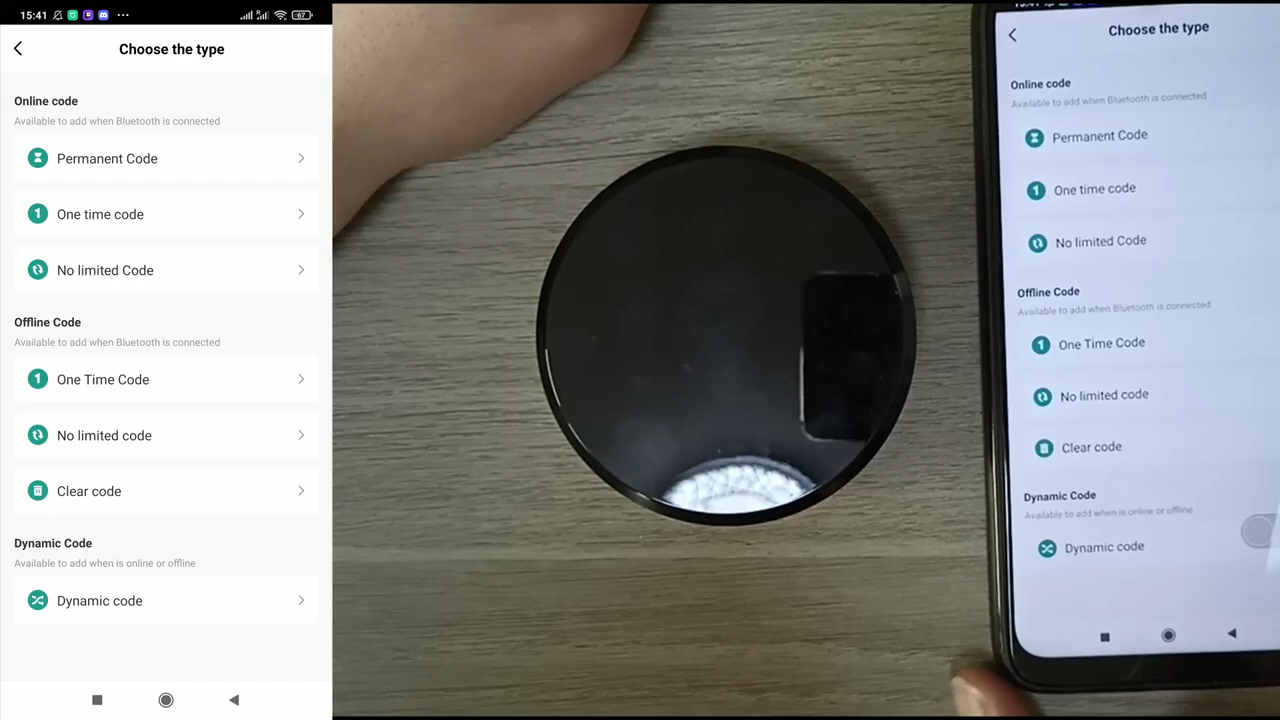 15:41
67
Choose the type
Online code
Available to add when Bluetooth is connected
Permanent Code
1
One time code
No limited Code
Offline Code
Available to add when Bluetooth is connected
1
One Time Code
No limited code
Clear code
Dynamic Code
Available to add when is online or offline
Dynamic code
Choose the type
Online code
Available to add when Bluetooth is connected
Permanent Code
1
One time code
No limited Code
Offline Code
Available to add when Bluetooth is connected
1
One Time Code
No limited code
Clear code
Dynamic Code
Available to add when is online or offline
Dynamic code